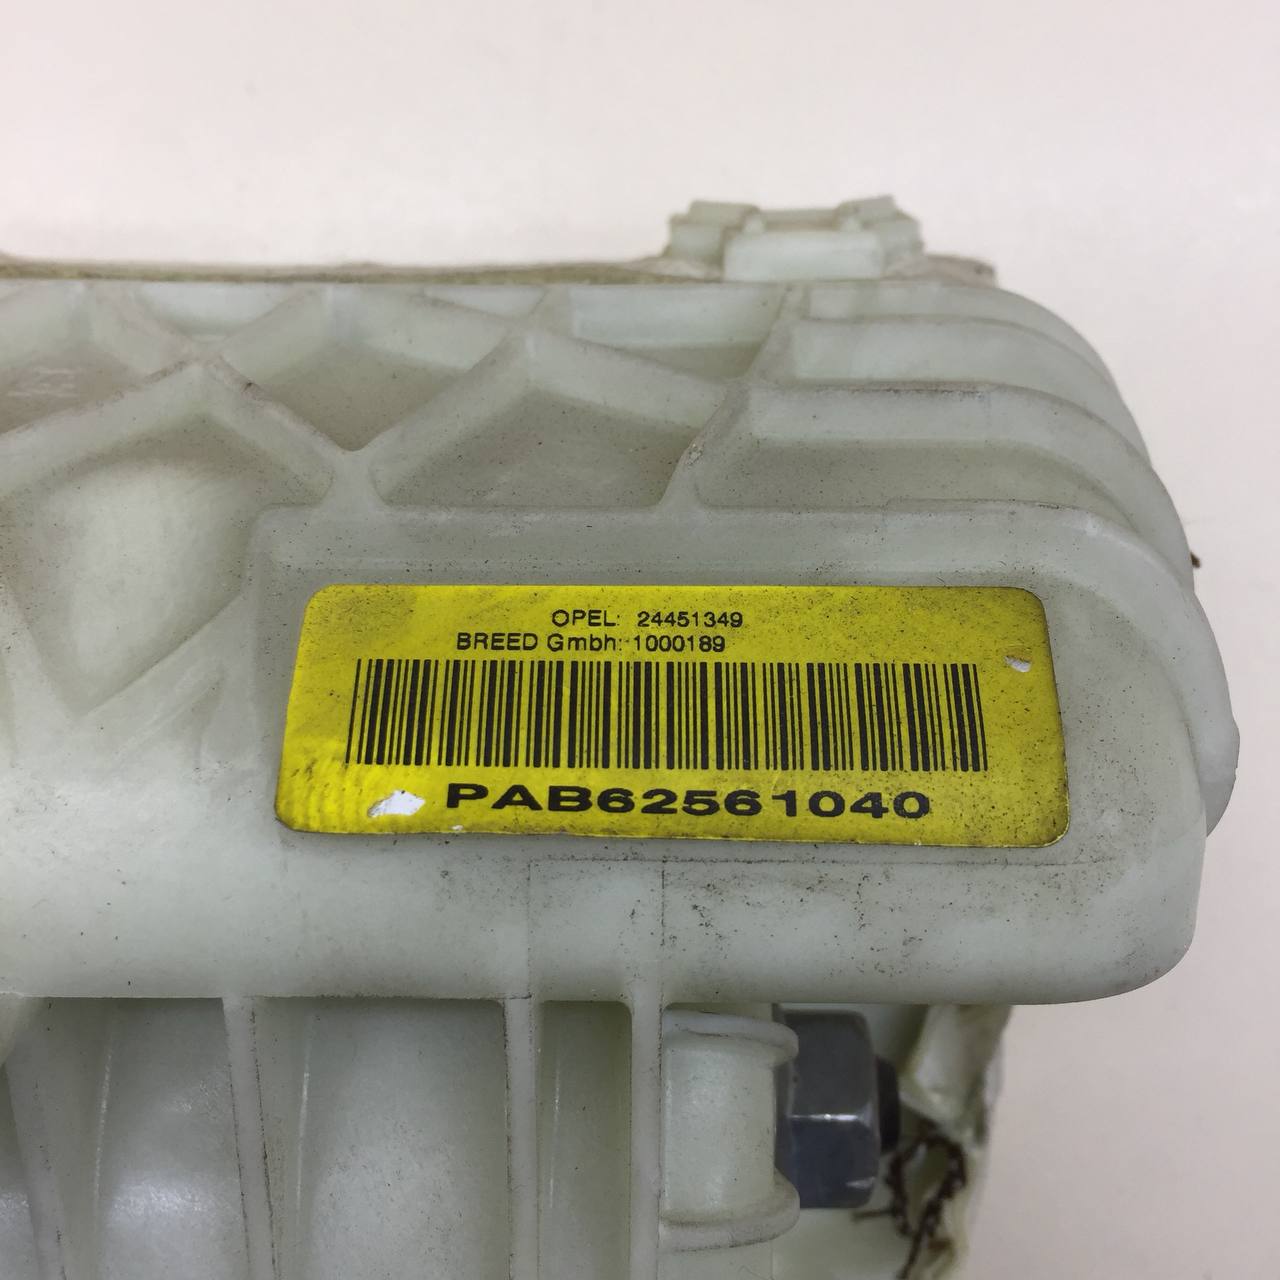 OPEL: 24451349
BREED Gmbh: 1000189
PAB62561040